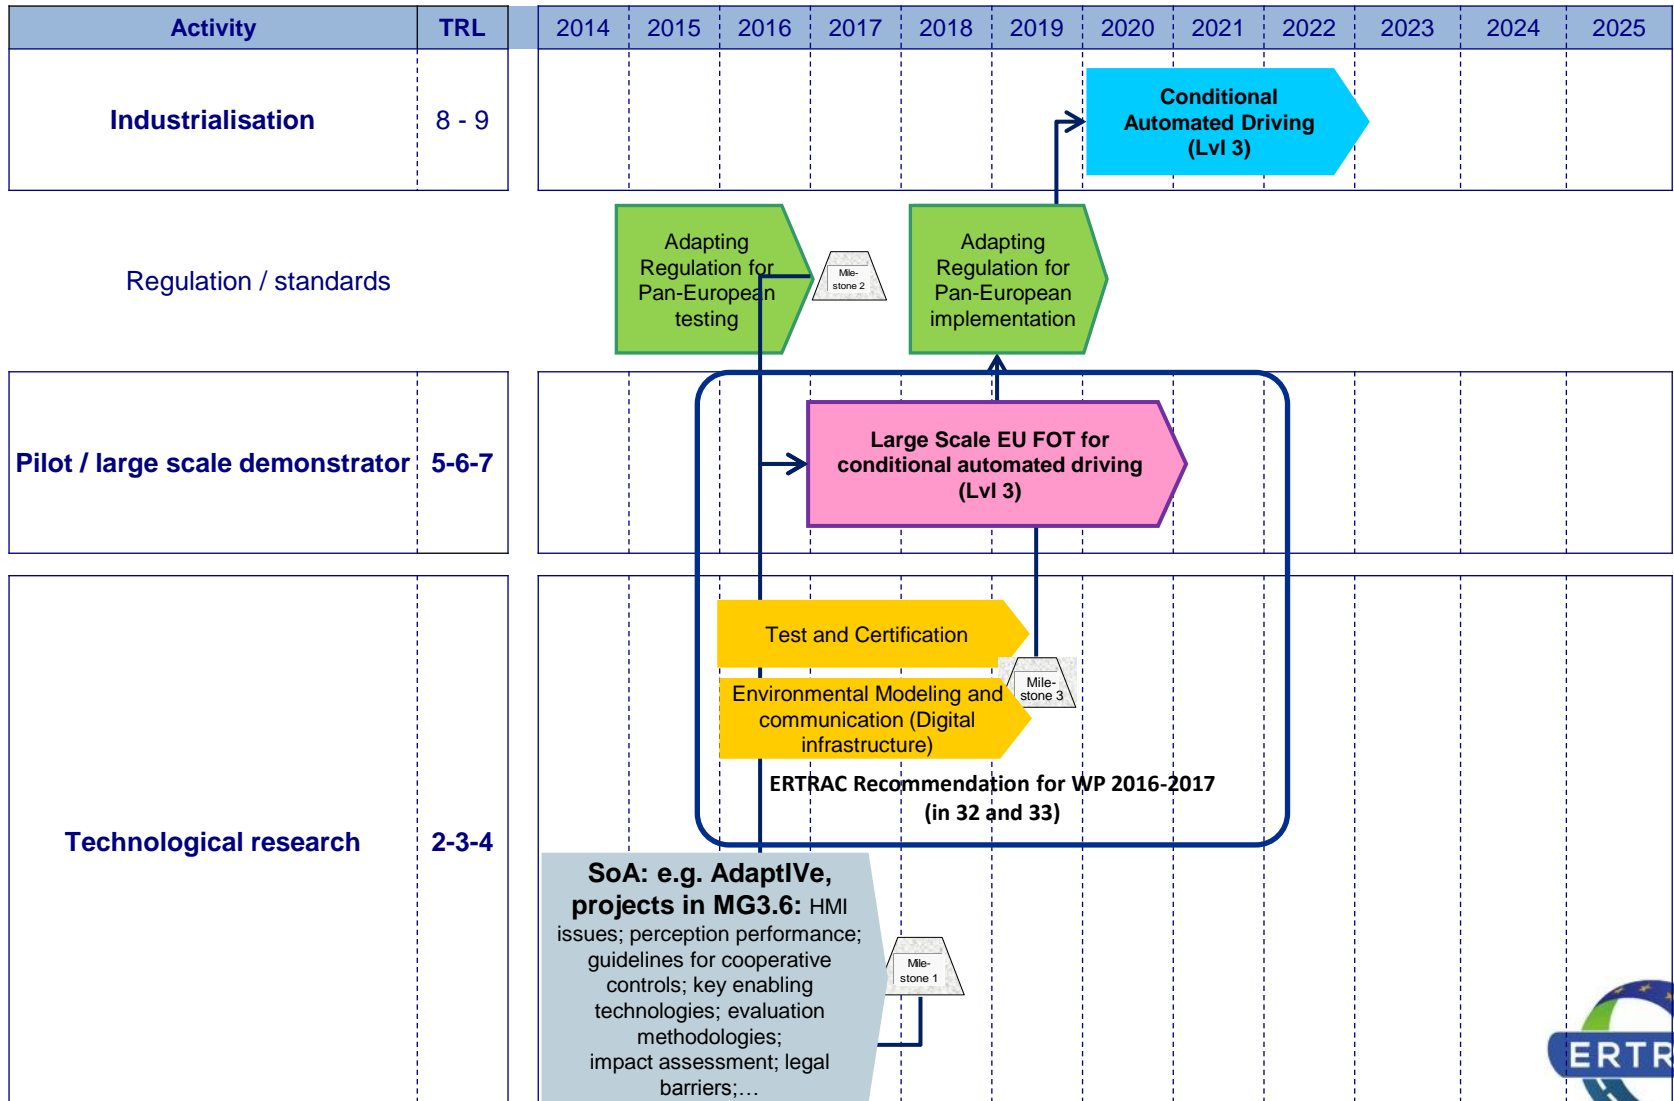 Activity TRL 2014 2015 2016 2017 2018 2019 2020 2021 2022 2023 2024 2025
Industrialisation 8 - 9
Conditional
Automated Driving
(Lvl 3)
Regulation / standards
Adapting
Regulation for
Pan-European
testing
Mile-
stone 2
Adapting
Regulation for
Pan-European
implementation
Pilot / large scale demonstrator 5-6-7
Large Scale EU FOT for
conditional automated driving
(Lvl 3)
Technological research 2-3-4
Test and Certification
Environmental Modeling and
communication (Digital
infrastructure)
Mile-
stone 3
ERTRAC Recommendation for WP 2016-2017
(in 32 and 33)
SoA: e.g. AdaptIVe,
projects in MG3.6: HMI
issues; perception performance;
guidelines for cooperative
controls; key enabling
technologies; evaluation
methodologies;
impact assessment; legal
barriers;…
Mile-
stone 1
ERTR